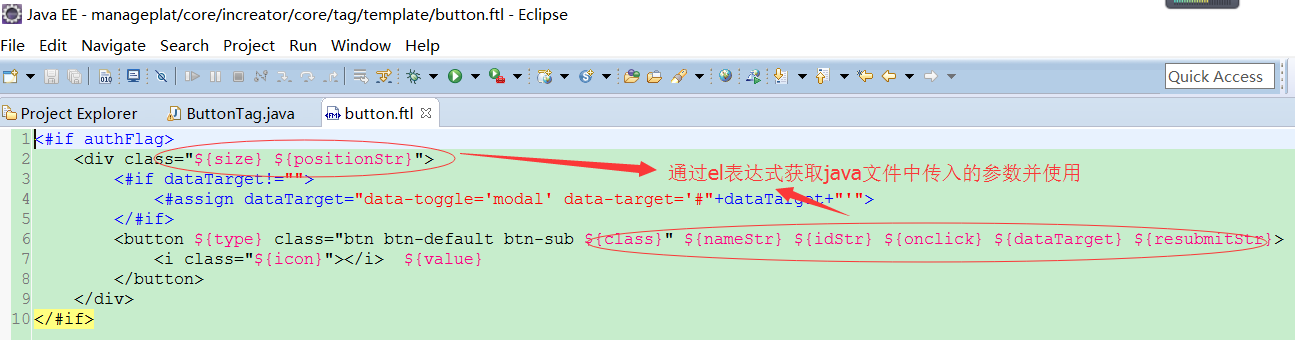 Java EE - manageplat/core/increator/core/tag/template/button.ftl - Eclipse
File Edit Navigate Search Project Run Window Help
Quick Access
Project Explorer ButtonTag.java button.ftl
1 <#if authFlag>
2 <div class="${size} ${positionStr}">
3 <#if dataTarget!="">
4 <#assign dataTarget="data-toggle='modal' data-target='#"+dataTarget+"'">
5 </#if>
6 <button ${type} class="btn btn-default btn-sub ${class}" ${nameStr} ${idStr} ${onclick} ${dataTarget} ${resubmitStr}>
7 <i class="${icon}"></i> ${value}
8 </button>
9 </div>
10 </#if>
通过el表达式获取java文件中传入的参数并使用